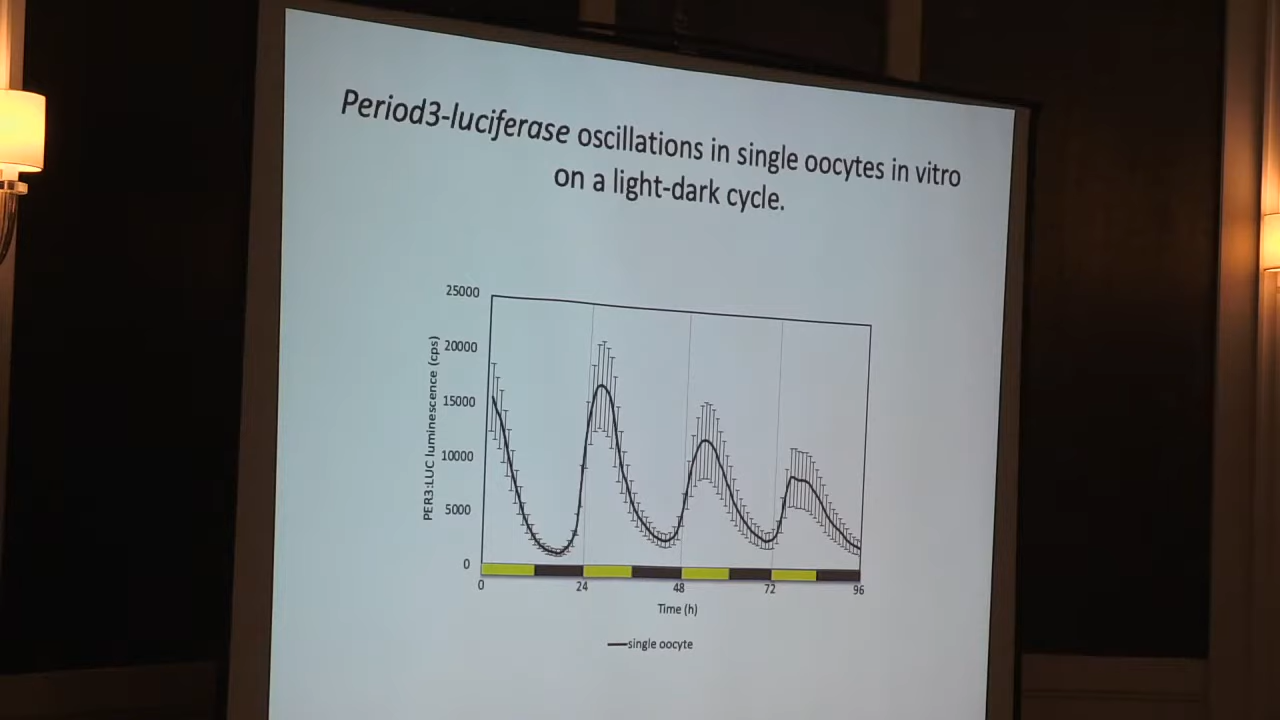 Period3-luciferase oscillations in single oocytes in vitro
on a light-dark cycle.
25000
20000
15000
10000
5000
0
PER3:LUC luminescence (cps)
0 24 48 72 96
Time (h)
single oocyte